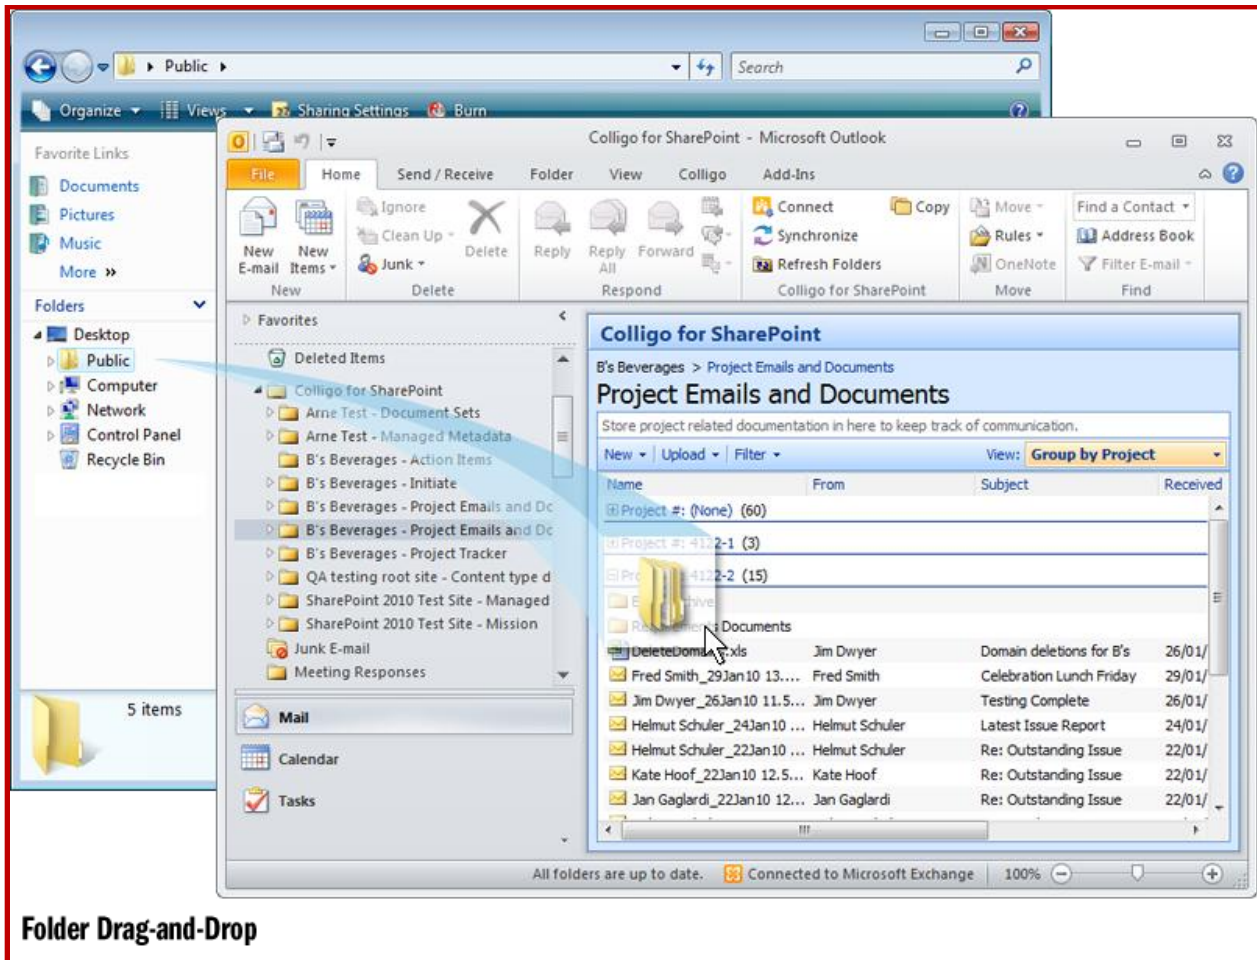 Public
Search
Organize Views Sharing Settings Burn
Favorite Links
Documents
Pictures
Music
More »
Folders
Desktop
Public
Computer
Network
Control Panel
Recycle Bin
5 items
Colligo for SharePoint - Microsoft Outlook
File Home Send / Receive Folder View Colligo Add-Ins
New E-mail
New Items
New
Ignore
Clean Up
Junk
Delete
Delete
Reply
Reply All
Forward
Respond
Connect
Copy
Synchronize
Refresh Folders
Colligo for SharePoint
Move
Rules
OneNote
Move
Find a Contact
Address Book
Filter E-mail
Find
Favorites
Deleted Items
Colligo for SharePoint
Arne Test - Document Sets
Arne Test - Managed Metadata
B's Beverages - Action Items
B's Beverages - Initiate
B's Beverages - Project Emails and Dc
B's Beverages - Project Emails and Dc
B's Beverages - Project Tracker
QA testing root site - Content type d
SharePoint 2010 Test Site - Managed
SharePoint 2010 Test Site - Mission
Junk E-mail
Meeting Responses
Mail
Calendar
Tasks
Colligo for SharePoint
B's Beverages > Project Emails and Documents
Project Emails and Documents
Store project related documentation in here to keep track of communication.
New Upload Filter View: Group by Project
Name From Subject Received
Project #: (None) (60)
Project #: 4122-1 (3)
4122-2 (15)
Documents
Jim Dwyer Domain deletions for B's 26/01/
Fred Smith_29Jan10 13.... Fred Smith Celebration Lunch Friday 29/01/
Jim Dwyer_26Jan10 11.5... Jim Dwyer Testing Complete 26/01/
Helmut Schuler_24Jan10 ... Helmut Schuler Latest Issue Report 24/01/
Helmut Schuler_22Jan10 ... Helmut Schuler Re: Outstanding Issue 22/01/
Kate Hoof_22Jan10 12.5... Kate Hoof Re: Outstanding Issue 22/01/
Jan Gaglardi_22Jan10 12... Jan Gaglardi Re: Outstanding Issue 22/01/
All folders are up to date. Connected to Microsoft Exchange 100%
Folder Drag-and-Drop